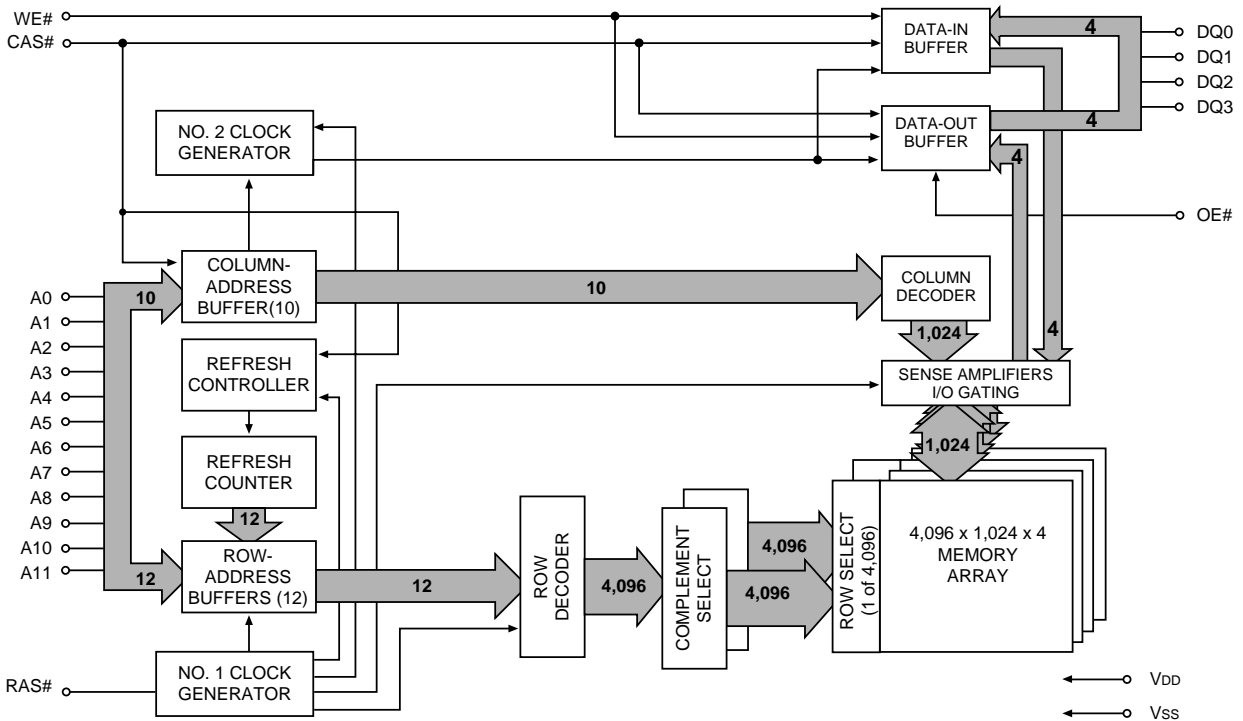 WE#
CAS#
DATA-IN
BUFFER
4
DQ0
DQ1
DQ2
DQ3
NO. 2 CLOCK
GENERATOR
DATA-OUT
BUFFER
4
4
OE#
COLUMN-
ADDRESS
BUFFER(10)
10
10
COLUMN
DECODER
1,024
4
A0
A1
A2
A3
A4
A5
A6
A7
A8
A9
A10
A11
REFRESH
CONTROLLER
SENSE AMPLIFIERS
I/O GATING
1,024
REFRESH
COUNTER
12
12
ROW-
ADDRESS
BUFFERS (12)
12
ROW
DECODER
4,096
COMPLEMENT
SELECT
4,096
4,096
ROW SELECT
(1 of 4,096)
4,096 x 1,024 x 4
MEMORY
ARRAY
RAS#
NO. 1 CLOCK
GENERATOR
VDD
VSS